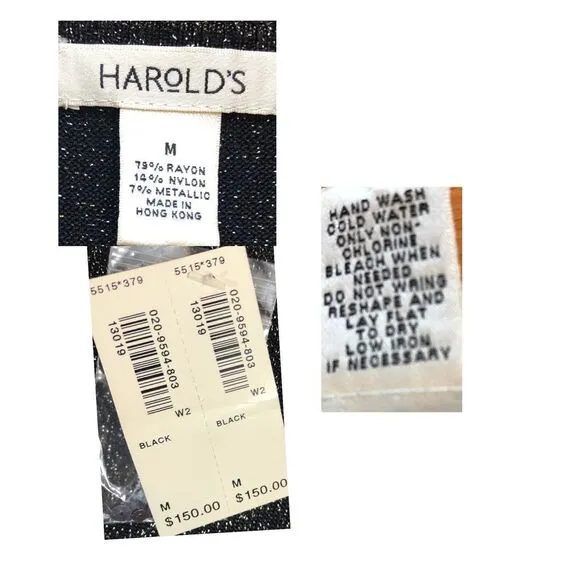 HAROLD'S
M
79% RAYON
14% NYLON
7% METALLIC
MADE IN
HONG KONG
5515*379
020-9594-803
13019
W2
BLACK
M
$150.00
5515*379
020-9594-803
13019
W2
BLACK
M
$150.00
HAND WASH
COLD WATER
ONLY NON-
CHLORINE
BLEACH WHEN
NEEDED
DO NOT WRING
RESHAPE AND
LAY FLAT
TO DRY
LOW IRON
IF NECESSARY